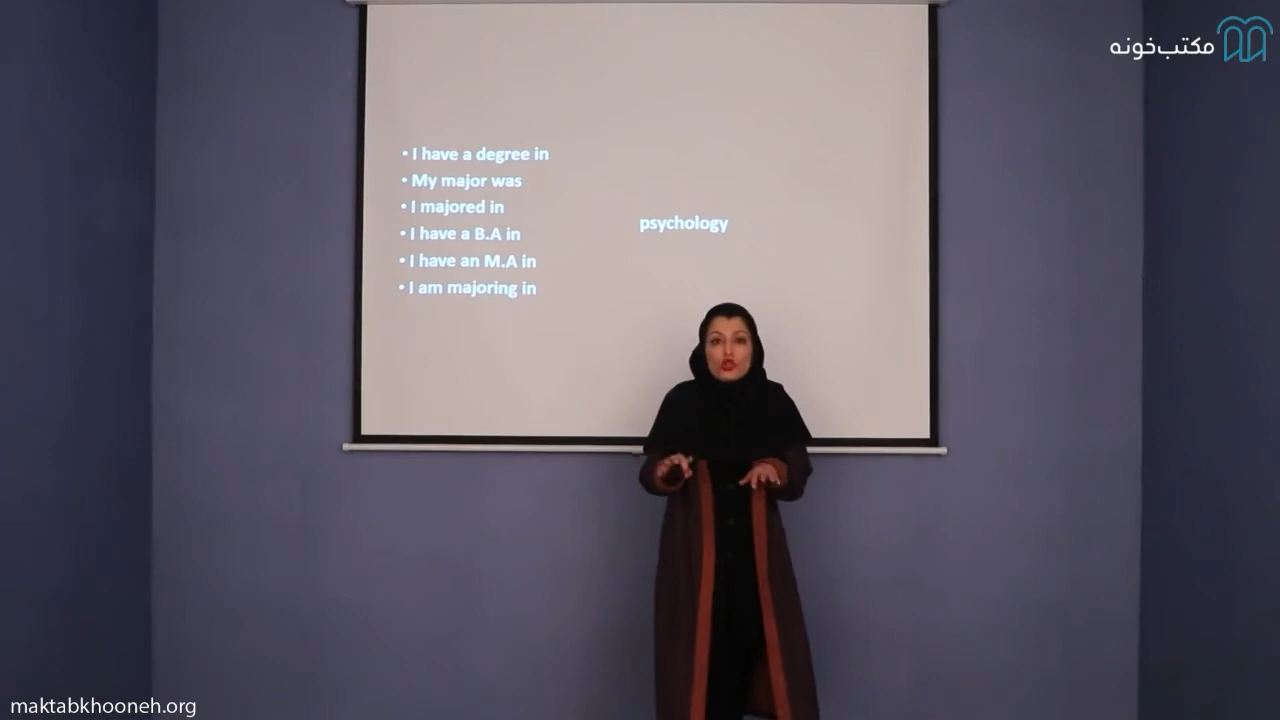 مکتب‌خونه
• I have a degree in
• My major was
• I majored in
psychology
• I have a B.A in
• I have an M.A in
• I am majoring in
maktabkhooneh.org